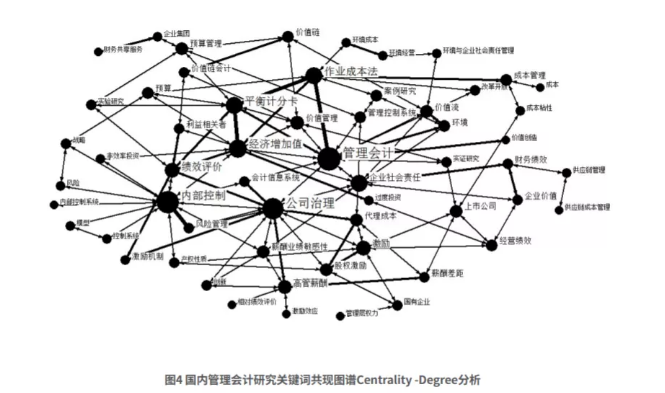 企业集团
价值链
环境成本
财务共享服务
预算管理
环境经营
环境与企业社会责任管理
价值链会计
作业成本法
成本管理
成本
预算
案例研究
改革开放
实验研究
平衡计分卡
管理控制系统
价值流
成本粘性
利益相关者
价值管理
环境
战略
经济增加值
价值创造
非效率投资
管理会计
实证研究
财务绩效
绩效评价
会计信息系统
企业社会责任
供应链管理
风险
内部控制
过度投资
企业价值
内部控制系统
公司治理
上市公司
供应链成本管理
模型
风险管理
代理成本
控制系统
薪酬业绩敏感性
激励
经营绩效
激励机制
产权性质
股权激励
薪酬差距
创新
高管薪酬
相对绩效评价
国有企业
激励效应
管理层权力
图4 国内管理会计研究关键词共现图谱Centrality -Degree分析